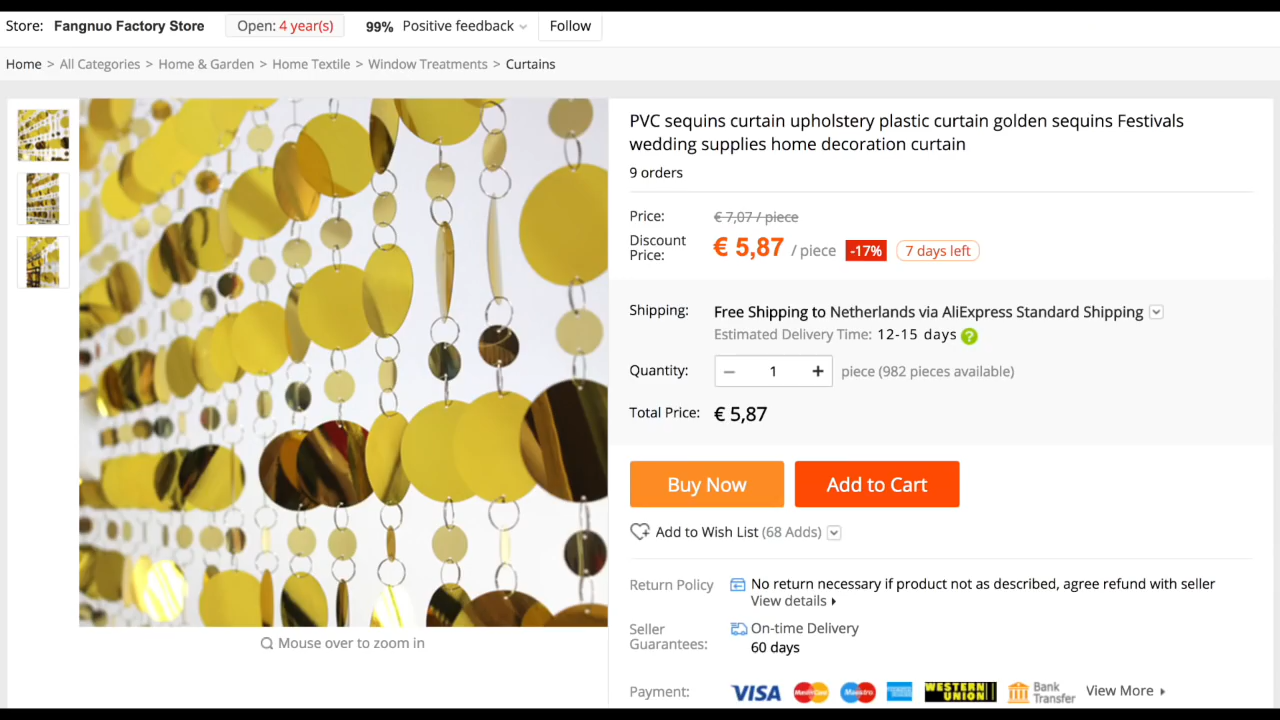 Store: Fangnuo Factory Store Open: 4 year(s) 99% Positive feedback Follow
Home > All Categories > Home & Garden > Home Textile > Window Treatments > Curtains
PVC sequins curtain upholstery plastic curtain golden sequins Festivals
wedding supplies home decoration curtain
9 orders
Price: € 7,07 / piece
Discount
Price:
€ 5,87 / piece -17% 7 days left
Shipping: Free Shipping to Netherlands via AliExpress Standard Shipping
Estimated Delivery Time: 12-15 days ?
Quantity: − 1 + piece (982 pieces available)
Total Price: € 5,87
Buy Now Add to Cart
Add to Wish List (68 Adds)
Return Policy No return necessary if product not as described, agree refund with seller
View details
Seller
Guarantees:
On-time Delivery
60 days
Mouse over to zoom in
Payment: VISA MasterCard Maestro WESTERN UNION Bank Transfer View More